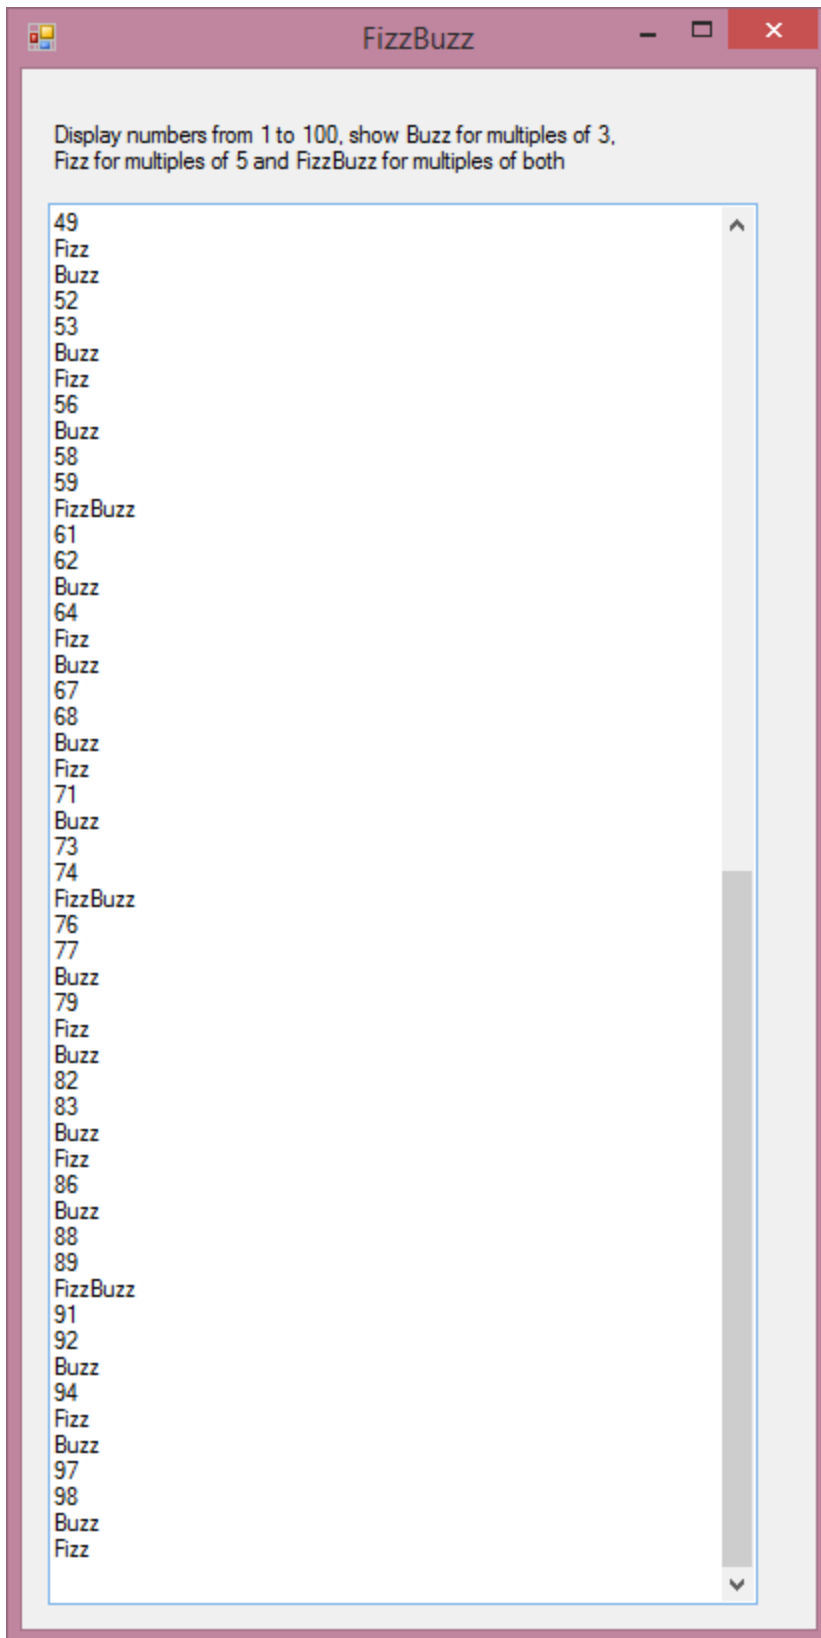 FizzBuzz
Display numbers from 1 to 100, show Buzz for multiples of 3,
Fizz for multiples of 5 and FizzBuzz for multiples of both
49
Fizz
Buzz
52
53
Buzz
Fizz
56
Buzz
58
59
FizzBuzz
61
62
Buzz
64
Fizz
Buzz
67
68
Buzz
Fizz
71
Buzz
73
74
FizzBuzz
76
77
Buzz
79
Fizz
Buzz
82
83
Buzz
Fizz
86
Buzz
88
89
FizzBuzz
91
92
Buzz
94
Fizz
Buzz
97
98
Buzz
Fizz